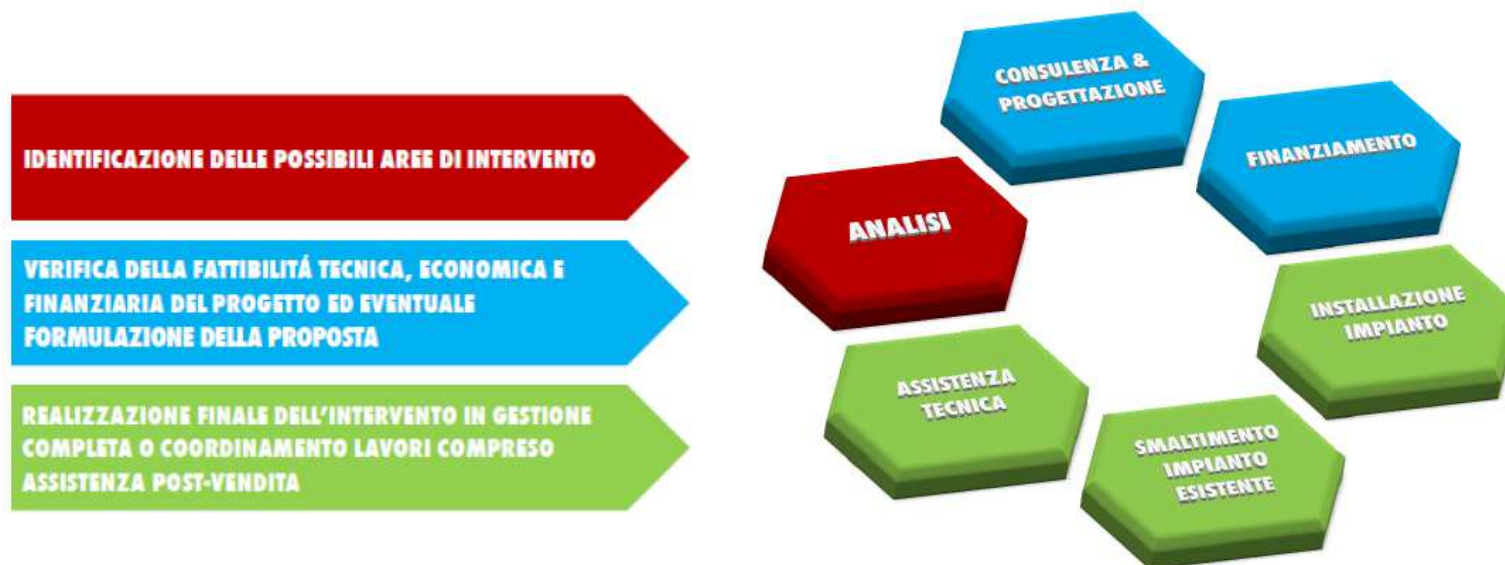 IDENTIFICAZIONE DELLE POSSIBILI AREE DI INTERVENTO
VERIFICA DELLA FATTIBILITÁ TECNICA, ECONOMICA E
FINANZIARIA DEL PROGETTO ED EVENTUALE
FORMULAZIONE DELLA PROPOSTA
REALIZZAZIONE FINALE DELL'INTERVENTO IN GESTIONE
COMPLETA O COORDINAMENTO LAVORI COMPRESO
ASSISTENZA POST-VENDITA
CONSULENZA &
PROGETTAZIONE
FINANZIAMENTO
ANALISI
INSTALLAZIONE
IMPIANTO
ASSISTENZA
TECNICA
SMALTIMENTO
IMPIANTO
ESISTENTE